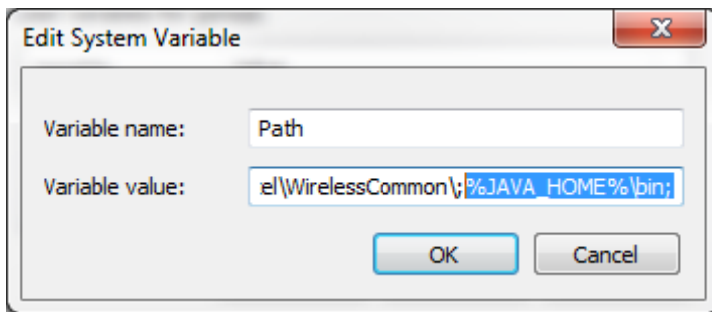 Edit System Variable
Variable name: Path
Variable value: el\WirelessCommon\;%JAVA_HOME%\bin;
OK Cancel